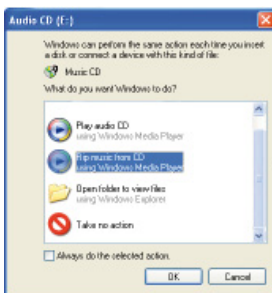 Audio CD (E:)
Windows can perform the same action each time you insert
a disk or connect a device with this kind of file:
Music CD
What do you want Windows to do?
Play audio CD
using Windows Media Player
Rip music from CD
using Windows Media Player
Open folder to view files
using Windows Explorer
Take no action
Always do the selected action.
OK
Cancel